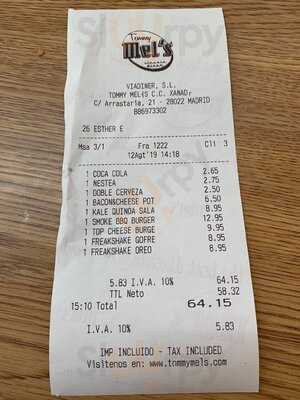 Tommy
Mel's
VIADINER, S.L.
TOMMY MEL{S C.C. XANAD┌
C/ Arrastaria, 21 - 28022 MADRID
B86973302
26 ESTHER E
Msa 3/1 Fra 1222 Cli 3
12Agt'19 14:18
1 COCA COLA 2.65
1 NESTEA 2.75
1 DOBLE CERVEZA 2.50
1 BACON&CHEESE POT 6.50
1 KALE QUINOA SALA 8.95
1 SMOKE BBQ BURGER 12.95
1 TOP CHEESE BURGE 9.95
1 FREAKSHAKE GOFRE 8.95
1 FREAKSHAKE OREO 8.95
5.83 I.V.A. 10% 64.15
TTL Neto 58.32
15:10 Total 64.15
I.V.A. 10% 5.83
IMP INCLUIDO - TAX INCLUDED
Visitenos en: www.tommymels.com